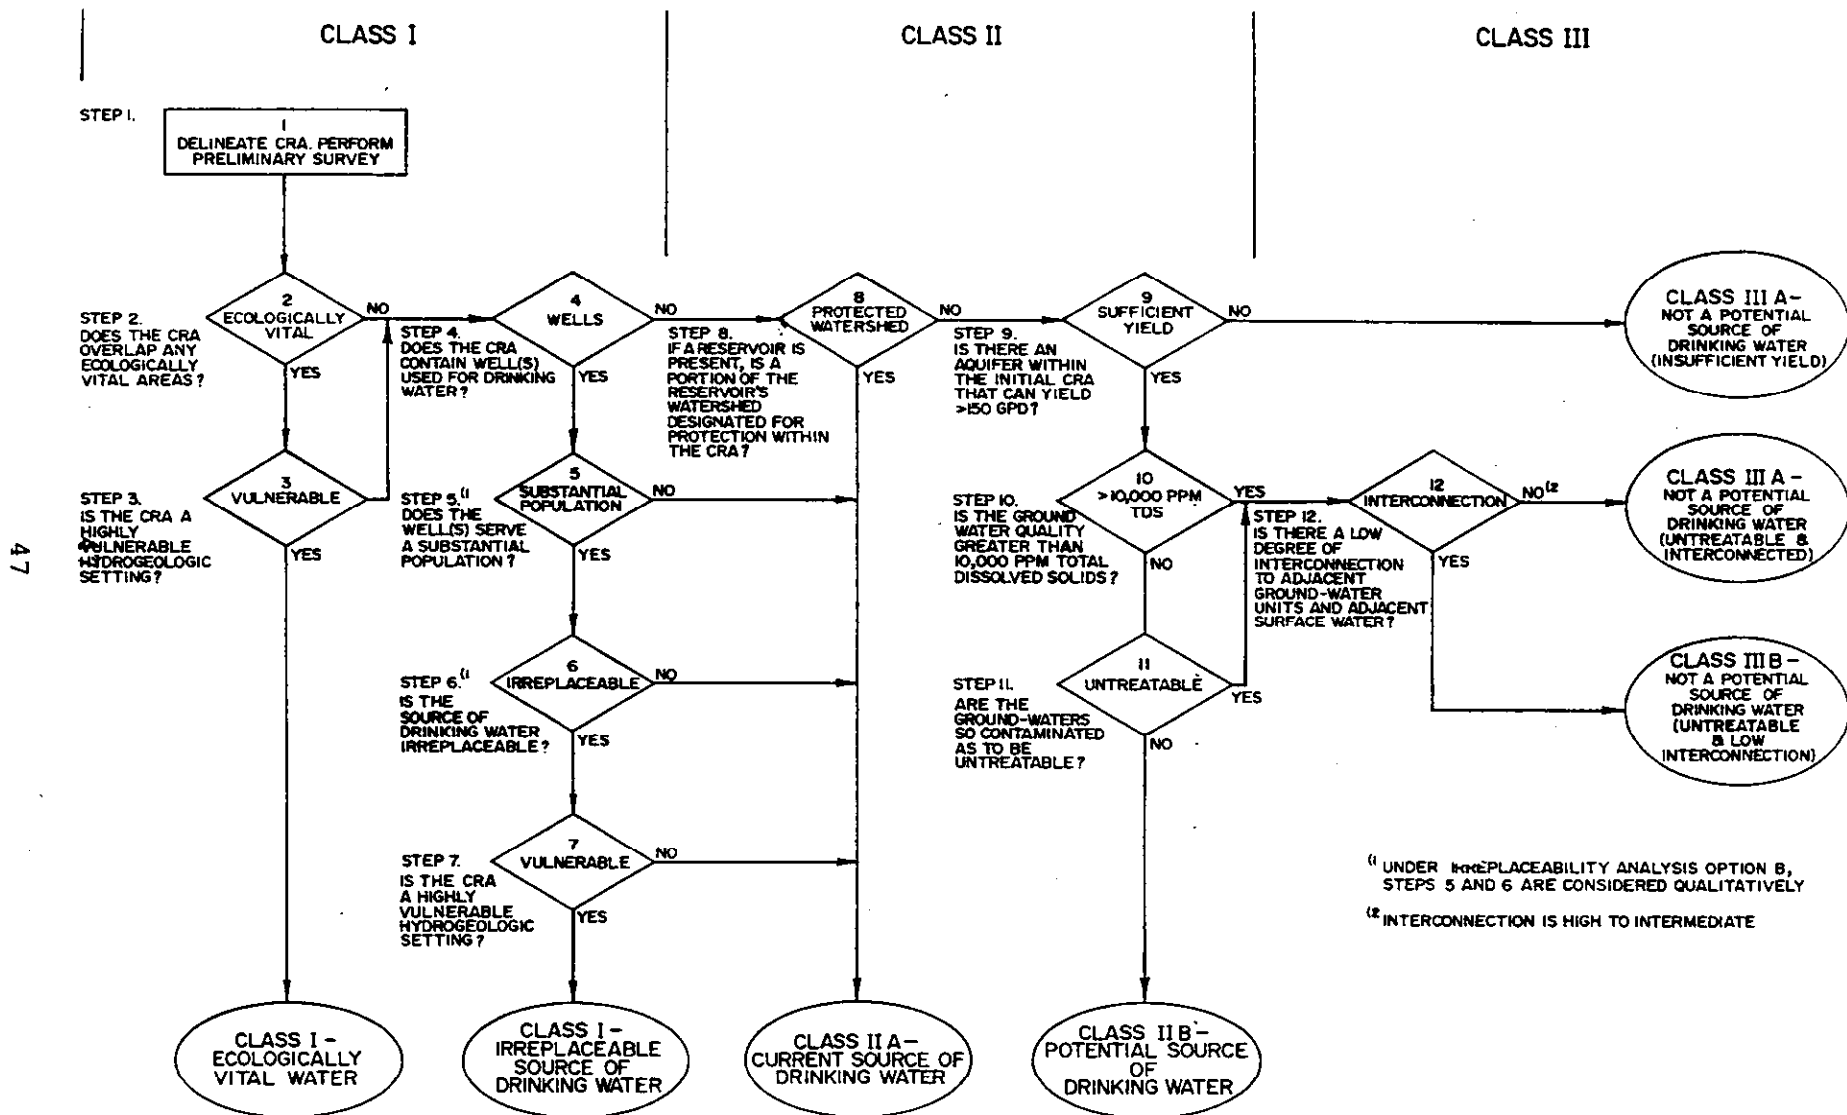 CLASS I
CLASS II
CLASS III
STEP 1.
1
DELINEATE CRA. PERFORM
PRELIMINARY SURVEY
2
ECOLOGICALLY
VITAL
NO
YES
STEP 2.
DOES THE CRA
OVERLAP ANY
ECOLOGICALLY
VITAL AREAS?
3
VULNERABLE
YES
STEP 3.
IS THE CRA A
HIGHLY
VULNERABLE
HYDROGEOLOGIC
SETTING?
4
WELLS
NO
YES
STEP 4.
DOES THE CRA
CONTAIN WELL(S)
USED FOR DRINKING
WATER?
5
SUBSTANTIAL
POPULATION
NO
YES
STEP 5.(1
DOES THE
WELL(S) SERVE
A SUBSTANTIAL
POPULATION?
6
IRREPLACEABLE
NO
YES
STEP 6.(1
IS THE
SOURCE OF
DRINKING WATER
IRREPLACEABLE?
7
VULNERABLE
NO
YES
STEP 7.
IS THE CRA
A HIGHLY
VULNERABLE
HYDROGEOLOGIC
SETTING?
8
PROTECTED
WATERSHED
NO
YES
STEP 8.
IF A RESERVOIR IS
PRESENT, IS A
PORTION OF THE
RESERVOIR'S
WATERSHED
DESIGNATED FOR
PROTECTION WITHIN
THE CRA?
9
SUFFICIENT
YIELD
NO
YES
STEP 9.
IS THERE AN
AQUIFER WITHIN
THE INITIAL CRA
THAT CAN YIELD
>150 GPD?
10
>10,000 PPM
TDS
YES
NO
STEP 10.
IS THE GROUND
WATER QUALITY
GREATER THAN
10,000 PPM TOTAL
DISSOLVED SOLIDS?
11
UNTREATABLE
YES
NO
STEP 11.
ARE THE
GROUND-WATERS
SO CONTAMINATED
AS TO BE
UNTREATABLE?
12
INTERCONNECTION
NO(2
YES
STEP 12.
IS THERE A LOW
DEGREE OF
INTERCONNECTION
TO ADJACENT
GROUND-WATER
UNITS AND ADJACENT
SURFACE WATER?
CLASS III A-
NOT A POTENTIAL
SOURCE OF
DRINKING WATER
(INSUFFICIENT YIELD)
CLASS III A-
NOT A POTENTIAL
SOURCE OF
DRINKING WATER
(UNTREATABLE &
INTERCONNECTED)
CLASS III B-
NOT A POTENTIAL
SOURCE OF
DRINKING WATER
(UNTREATABLE
& LOW
INTERCONNECTION)
(1 UNDER IRREPLACEABILITY ANALYSIS OPTION B,
STEPS 5 AND 6 ARE CONSIDERED QUALITATIVELY
(2 INTERCONNECTION IS HIGH TO INTERMEDIATE
CLASS I-
ECOLOGICALLY
VITAL WATER
CLASS I-
IRREPLACEABLE
SOURCE OF
DRINKING WATER
CLASS II A-
CURRENT SOURCE OF
DRINKING WATER
CLASS II B-
POTENTIAL SOURCE
OF
DRINKING WATER
47